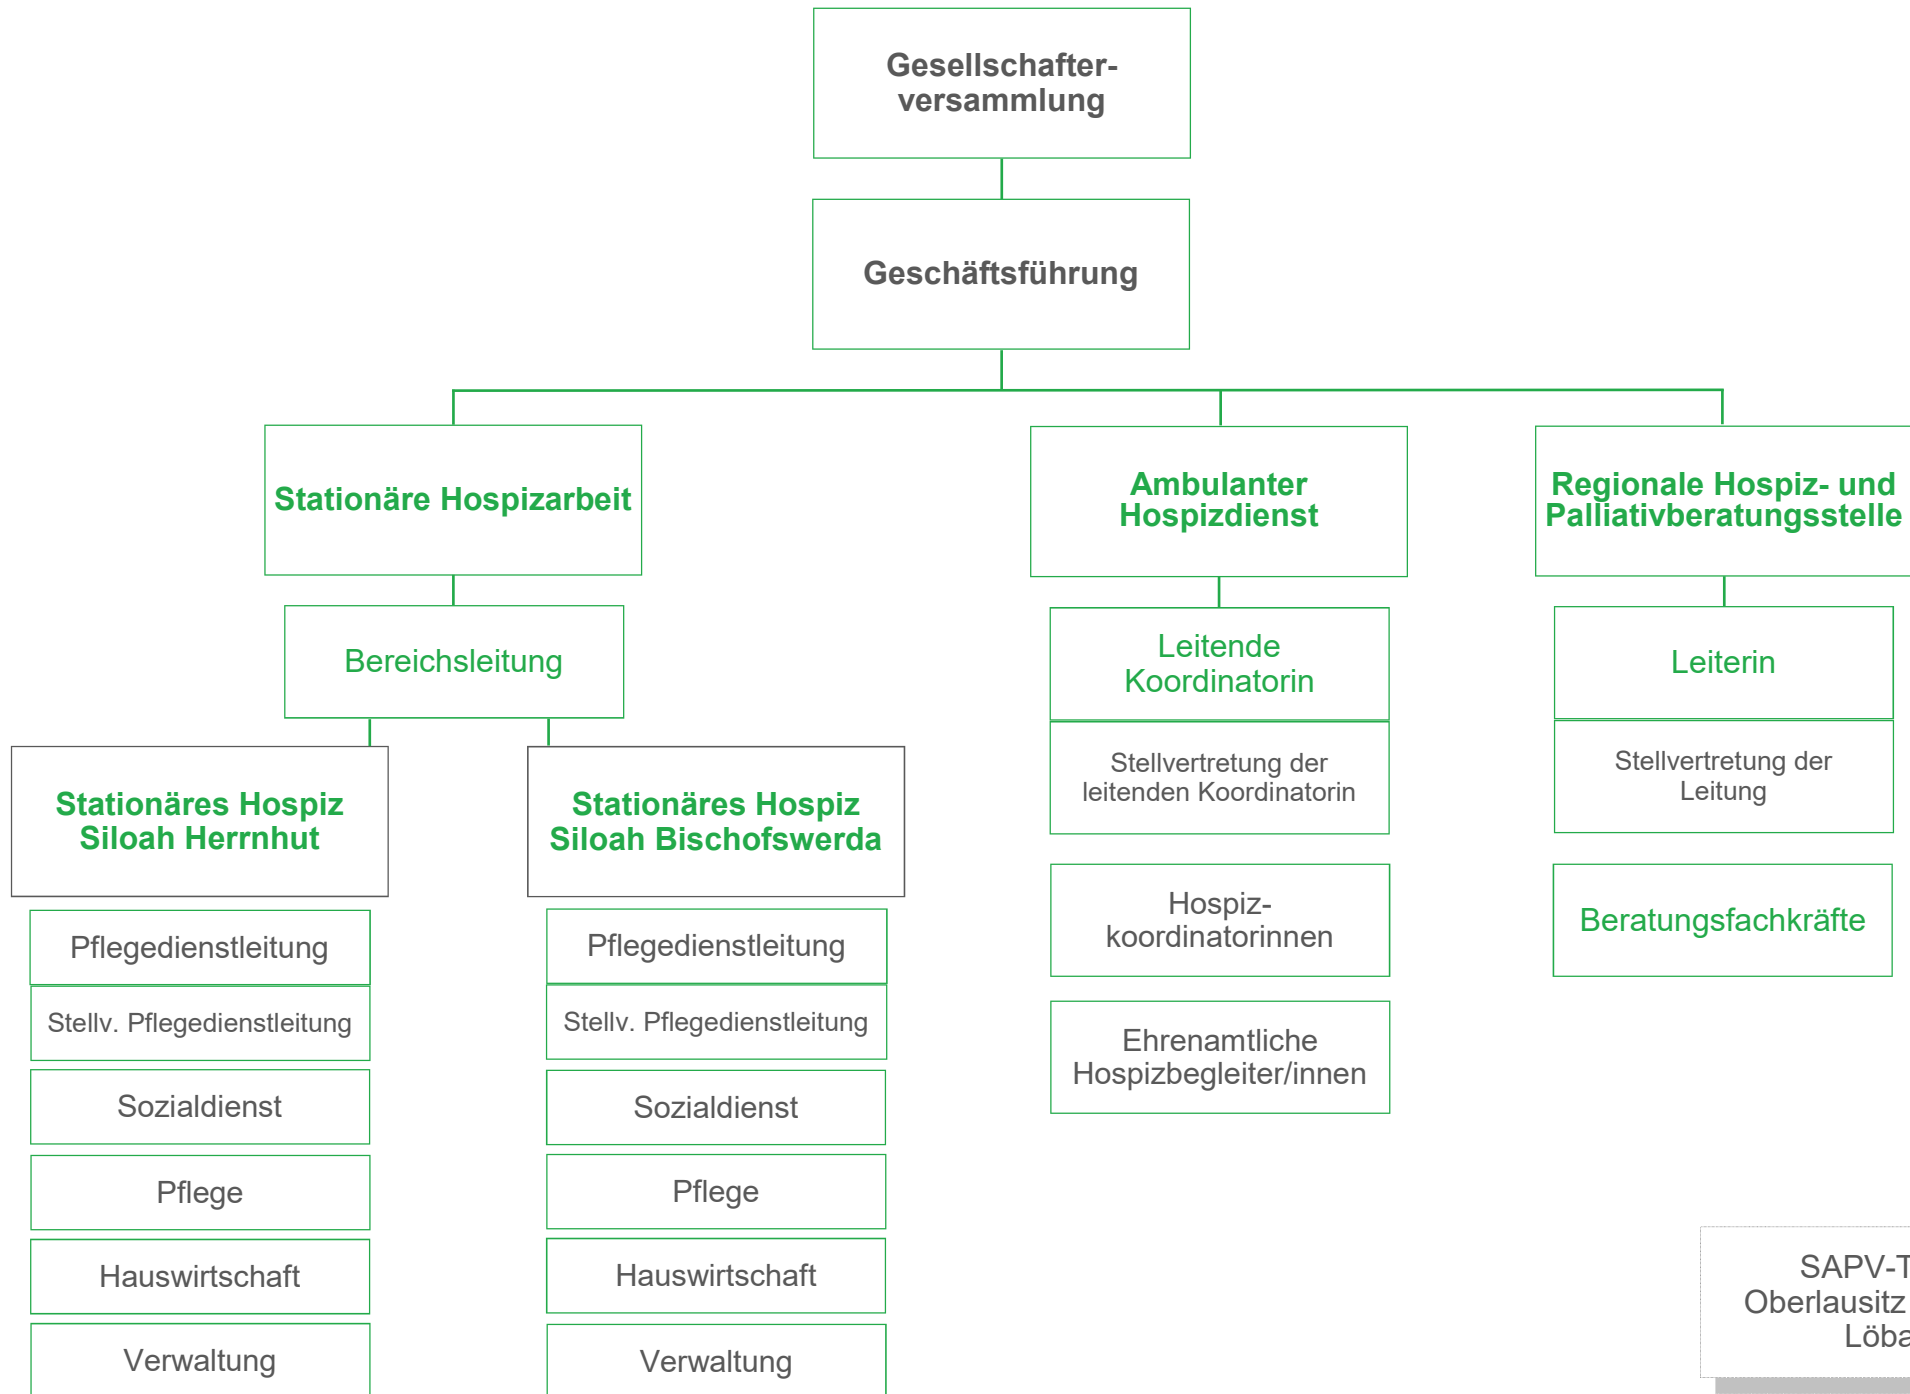 Gesellschafter-
versammlung
Geschäftsführung
Stationäre Hospizarbeit
Ambulanter
Hospizdienst
Regionale Hospiz- und
Palliativberatungsstelle
Bereichsleitung
Leitende
Koordinatorin
Leiterin
Stellvertretung der
leitenden Koordinatorin
Stellvertretung der
Leitung
Stationäres Hospiz
Siloah Herrnhut
Stationäres Hospiz
Siloah Bischofswerda
Hospiz-
koordinatorinnen
Beratungsfachkräfte
Pflegedienstleitung
Stellv. Pflegedienstleitung
Sozialdienst
Pflege
Hauswirtschaft
Verwaltung
Pflegedienstleitung
Stellv. Pflegedienstleitung
Sozialdienst
Pflege
Hauswirtschaft
Verwaltung
Ehrenamtliche
Hospizbegleiter/innen
SAPV-T
Oberlausitz
Löba